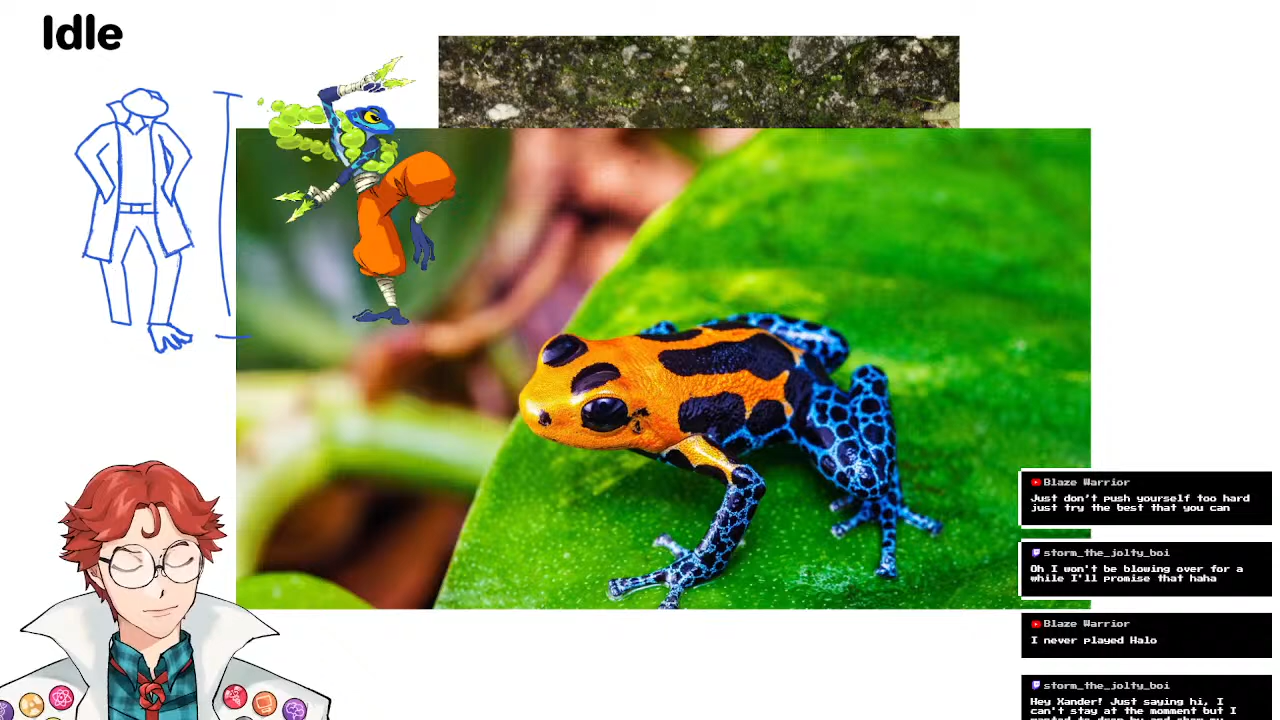 Idle
Blaze Warrior
Just don't push yourself too hard
just try the best that you can
storm_the_jolty_boi
Oh I won't be blowing over for a
while I'll promise that haha
Blaze Warrior
I never played Halo
storm_the_jolty_boi
Hey Xander! Just saying hi, I
can't stay at the momment but I